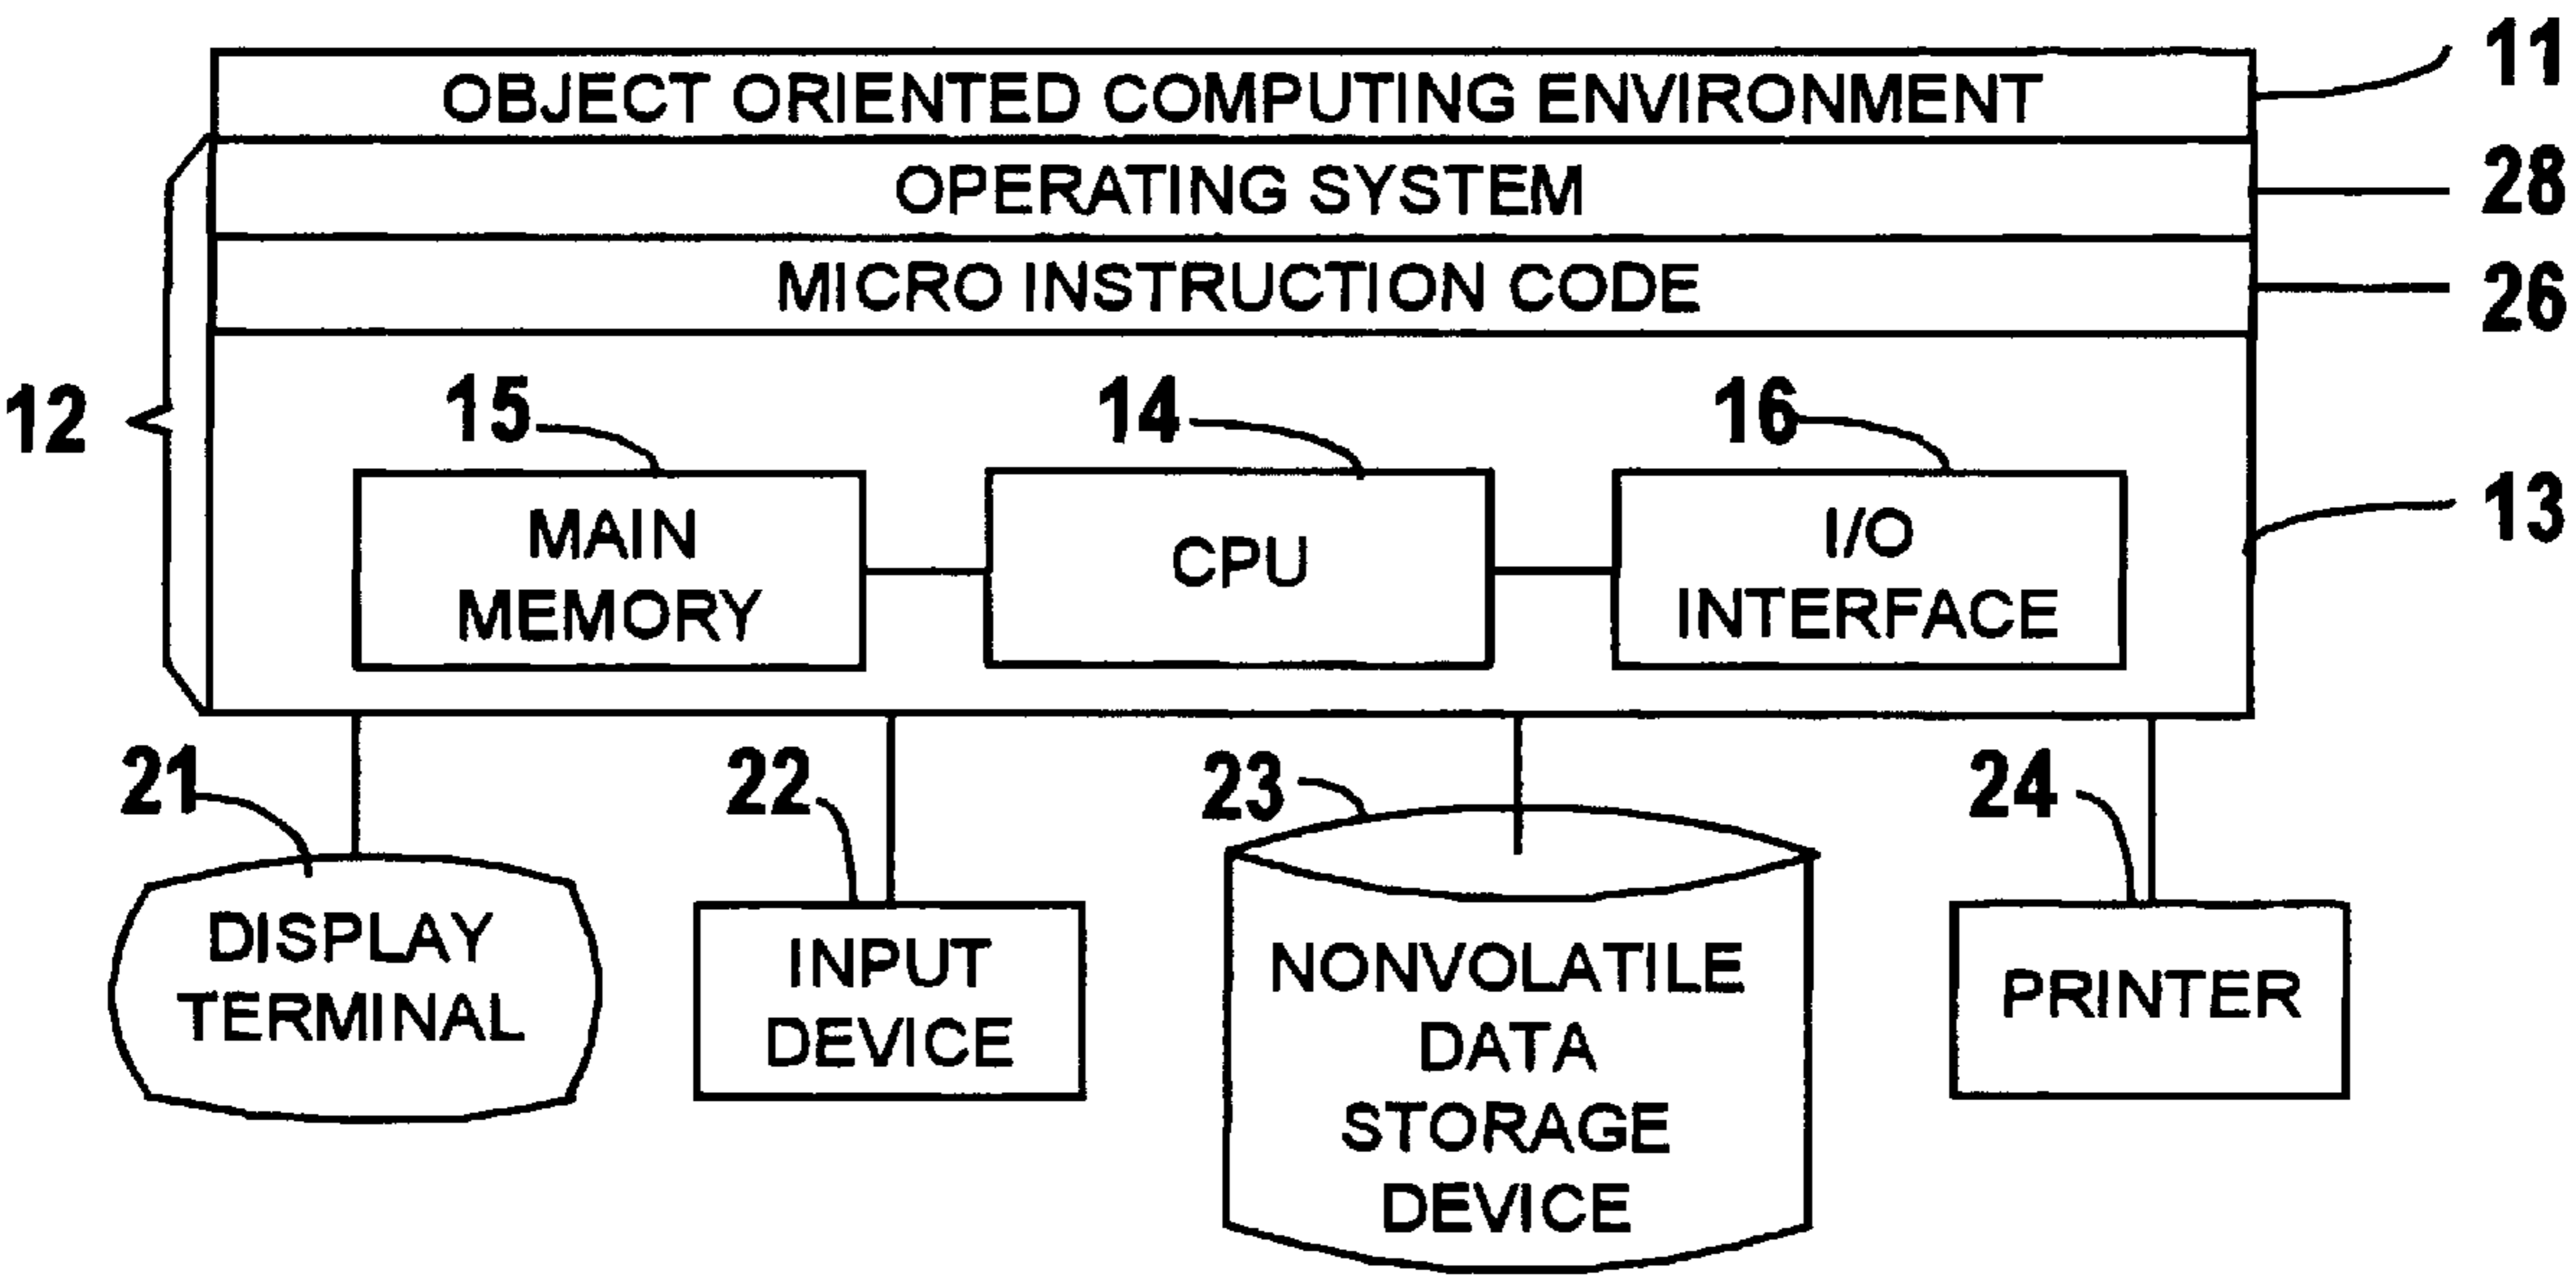 OBJECT ORIENTED COMPUTING ENVIRONMENT
11
OPERATING SYSTEM
28
MICRO INSTRUCTION CODE
26
12
15
14
16
13
MAIN
MEMORY
CPU
I/O
INTERFACE
21
22
23
24
DISPLAY
TERMINAL
INPUT
DEVICE
NONVOLATILE
DATA
STORAGE
DEVICE
PRINTER